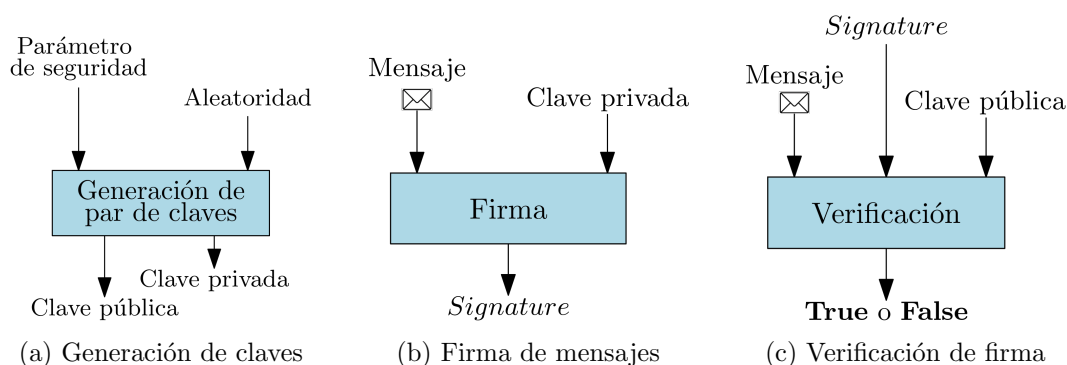 Parámetro
de seguridad
Aleatoridad
Generación de
par de claves
Clave privada
Clave pública
(a) Generación de claves
Mensaje
Clave privada
Firma
Signature
(b) Firma de mensajes
Signature
Mensaje
Clave pública
Verificación
True o False
(c) Verificación de firma